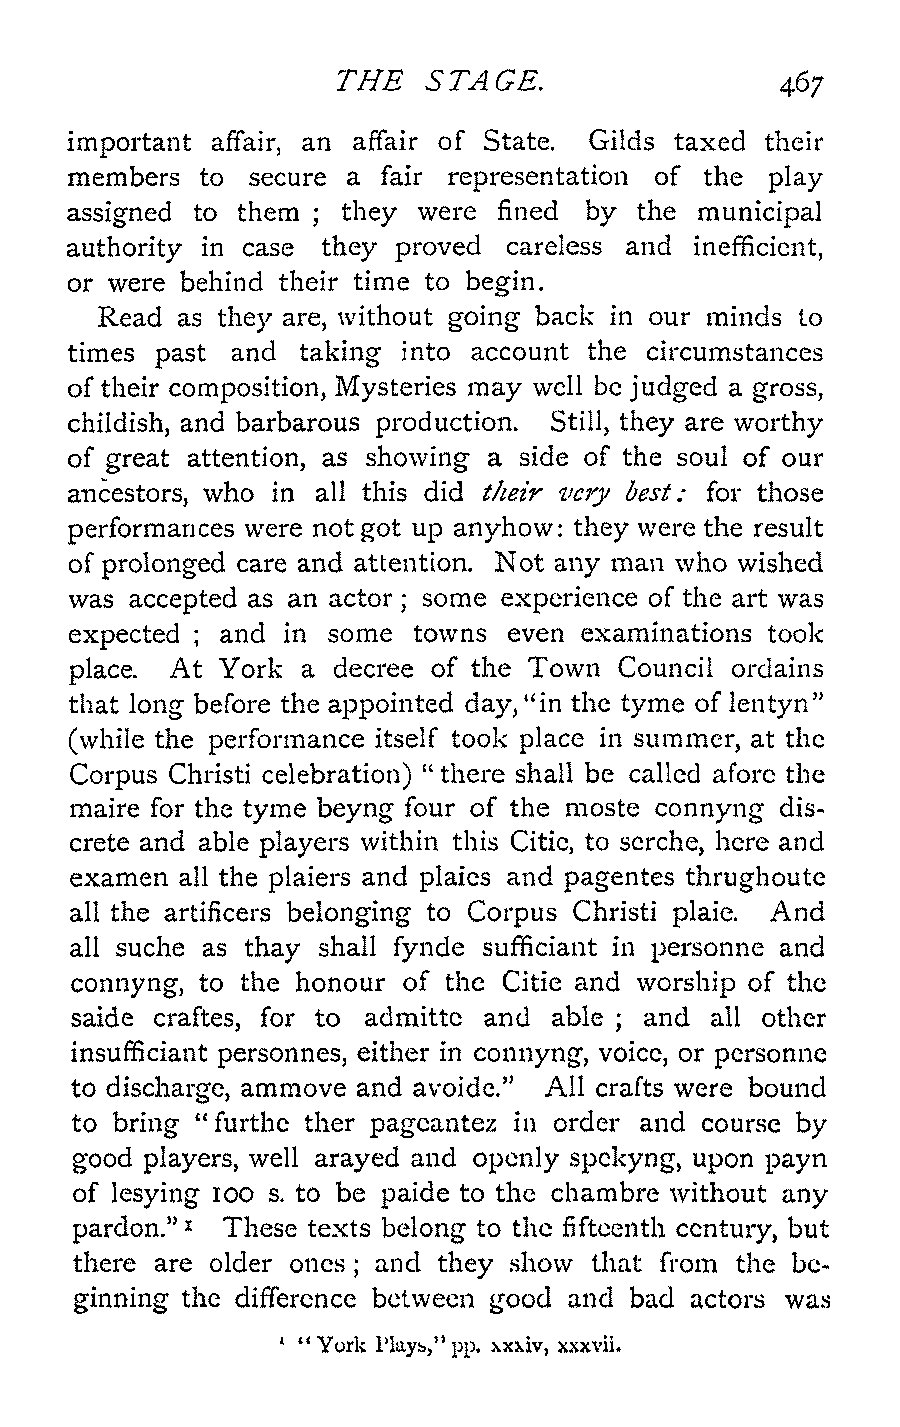 THE STAGE. 467
important affair, an affair of State. Gilds taxed their
members to secure a fair representation of the play
assigned to them ; they were fined by the municipal
authority in case they proved careless and inefficient,
or were behind their time to begin.
Read as they are, without going back in our minds to
times past and taking into account the circumstances
of their composition, Mysteries may well be judged a gross,
childish, and barbarous production. Still, they are worthy
of great attention, as showing a side of the soul of our
ancestors, who in all this did their very best: for those
performances were not got up anyhow: they were the result
of prolonged care and attention. Not any man who wished
was accepted as an actor ; some experience of the art was
expected ; and in some towns even examinations took
place. At York a decree of the Town Council ordains
that long before the appointed day, "in the tyme of lentyn"
(while the performance itself took place in summer, at the
Corpus Christi celebration) "there shall be called afore the
maire for the tyme beyng four of the moste connyng dis-
crete and able players within this Citie, to serche, here and
examen all the plaiers and plaies and pagentes thrughoute
all the artificers belonging to Corpus Christi plaie. And
all suche as thay shall fynde sufficiant in personne and
connyng, to the honour of the Citie and worship of the
saide craftes, for to admitte and able ; and all other
insufficiant personnes, either in connyng, voice, or personne
to discharge, ammove and avoide." All crafts were bound
to bring "furthe ther pageantez in order and course by
good players, well arayed and openly spekyng, upon payn
of lesying 100 s. to be paide to the chambre without any
pardon." 1 These texts belong to the fifteenth century, but
there are older ones ; and they show that from the be-
ginning the difference between good and bad actors was
1 "York Plays," pp. xxxiv, xxxvii.